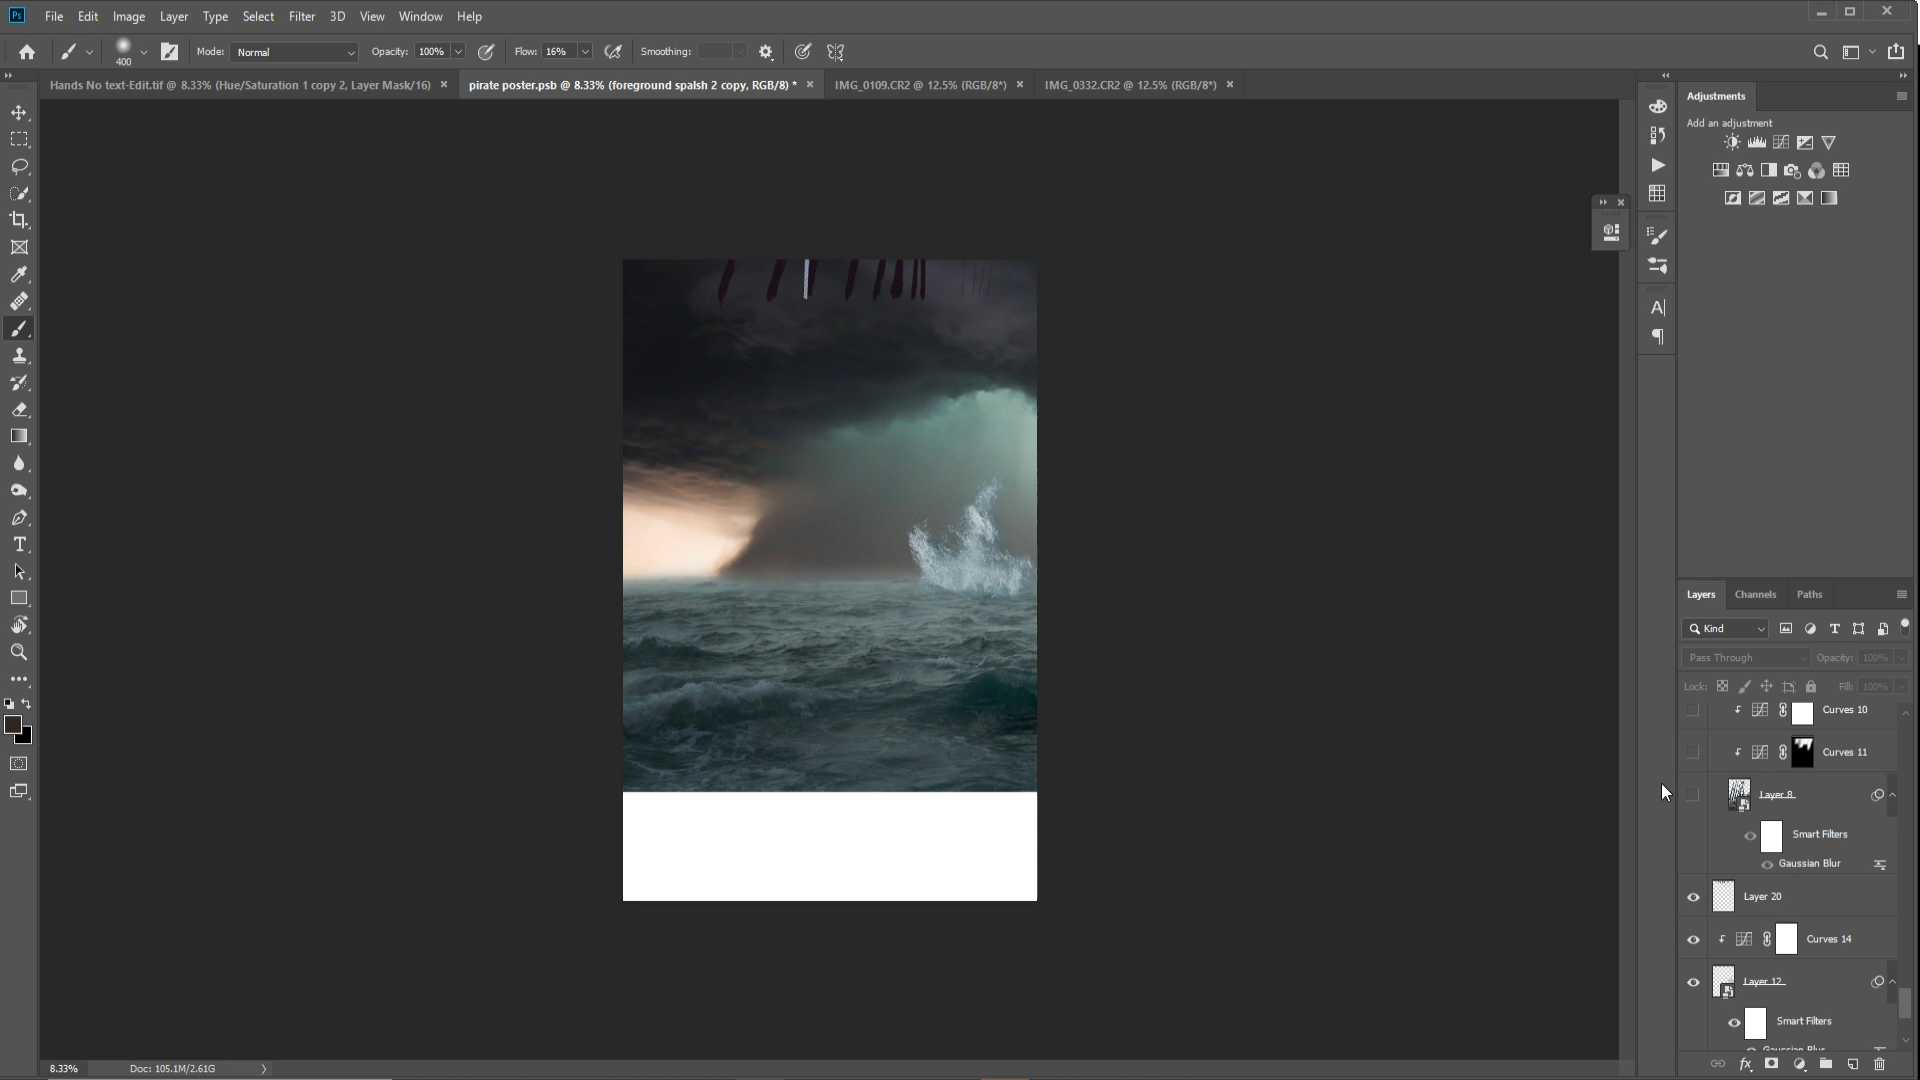 Ps File Edit Image Layer Type Select Filter 3D View Window Help
400 Mode: Normal Opacity: 100% Flow: 16% Smoothing:
Hands No text-Edit.tif @ 8.33% (Hue/Saturation 1 copy 2, Layer Mask/16) × pirate poster.psb @ 8.33% (foreground spalsh 2 copy, RGB/8) * × IMG_0109.CR2 @ 12.5% (RGB/8*) × IMG_0332.CR2 @ 12.5% (RGB/8*) ×
Adjustments
Add an adjustment
Layers Channels Paths
Kind
Pass Through Opacity: 100%
Lock: Fill: 100%
Curves 10
Curves 11
Layer 8
Smart Filters
Gaussian Blur
Layer 20
Curves 14
Layer 12
Smart Filters
Gaussian Blur
8.33% Doc: 105.1M/2.61G